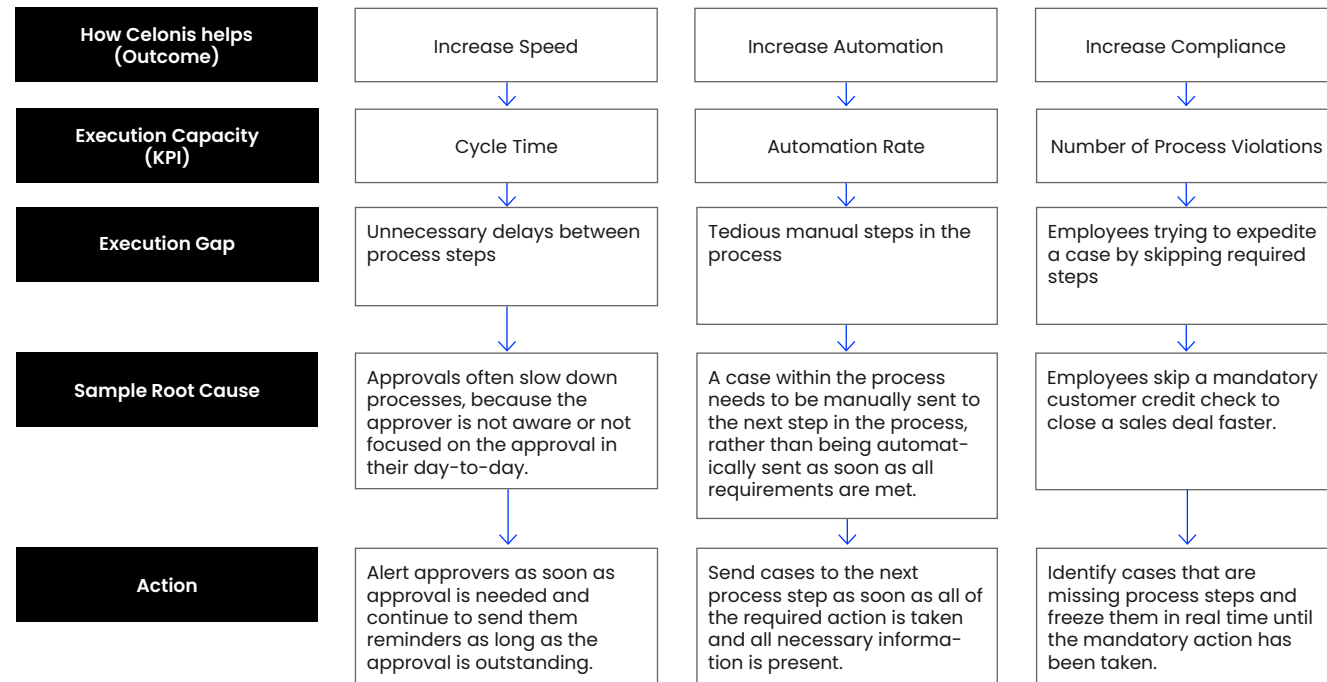 How Celonis helps
(Outcome)
Increase Speed
Increase Automation
Increase Compliance
Execution Capacity
(KPI)
Cycle Time
Automation Rate
Number of Process Violations
Execution Gap
Unnecessary delays between
process steps
Tedious manual steps in the
process
Employees trying to expedite
a case by skipping required
steps
Sample Root Cause
Approvals often slow down
processes, because the
approver is not aware or not
focused on the approval in
their day-to-day.
A case within the process
needs to be manually sent to
the next step in the process,
rather than being automat-
ically sent as soon as all
requirements are met.
Employees skip a mandatory
customer credit check to
close a sales deal faster.
Action
Alert approvers as soon as
approval is needed and
continue to send them
reminders as long as the
approval is outstanding.
Send cases to the next
process step as soon as all of
the required action is taken
and all necessary informa-
tion is present.
Identify cases that are
missing process steps and
freeze them in real time until
the mandatory action has
been taken.